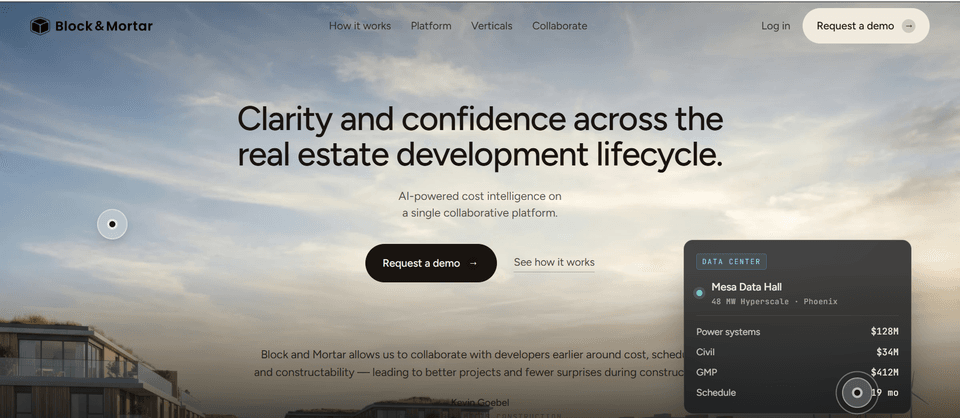 Block & Mortar
How it works
Platform
Verticals
Collaborate
Log in
Request a demo →
Clarity and confidence across the
real estate development lifecycle.
AI-powered cost intelligence on
a single collaborative platform.
Request a demo →
See how it works
DATA CENTER
Mesa Data Hall
48 MW Hyperscale · Phoenix
Power systems $128M
Civil $34M
GMP $412M
Schedule 19 mo
Block and Mortar allows us to collaborate with developers earlier around cost,
and constructability — leading to better projects and fewer surprises during
Kevin Goebel
CONSTRUCTION